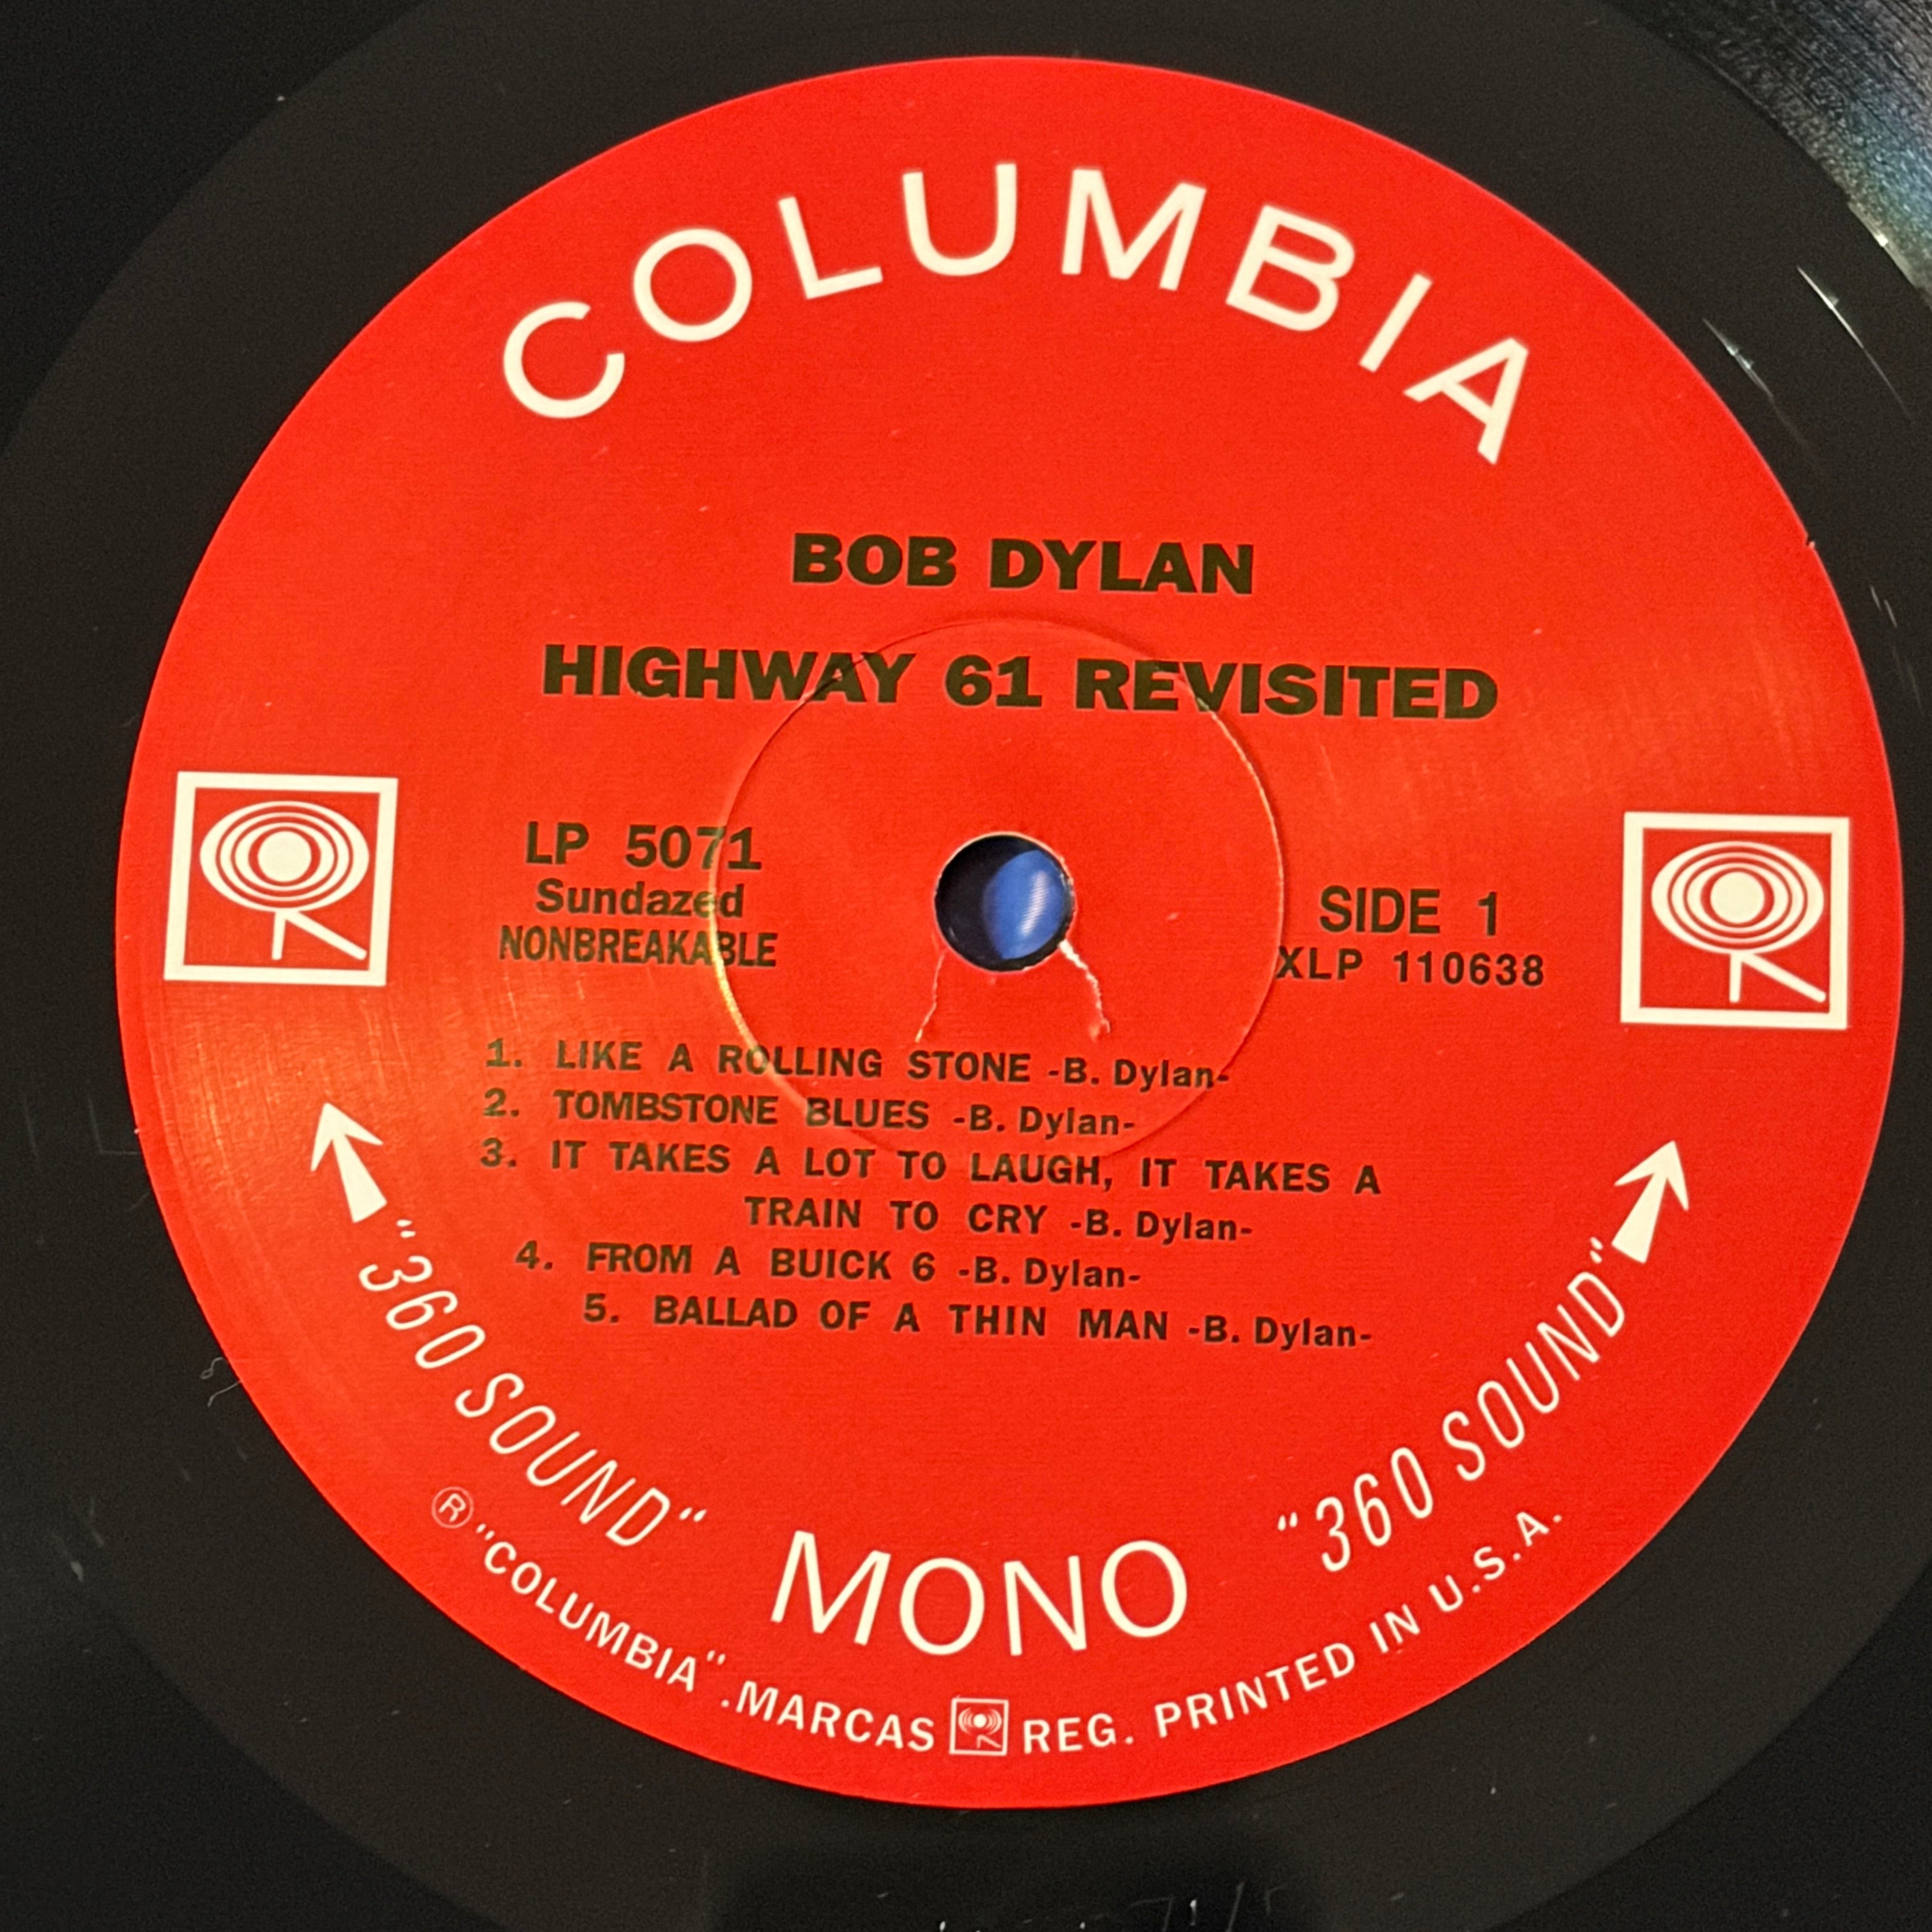 COLUMBIA
BOB DYLAN
HIGHWAY 61 REVISITED
LP 5071
Sundazed
NONBREAKABLE
SIDE 1
XLP 110638
1. LIKE A ROLLING STONE -B. Dylan-
2. TOMBSTONE BLUES -B. Dylan-
3. IT TAKES A LOT TO LAUGH, IT TAKES A
TRAIN TO CRY -B. Dylan-
4. FROM A BUICK 6 -B. Dylan-
5. BALLAD OF A THIN MAN -B. Dylan-
"360 SOUND" MONO "360 SOUND"
® "COLUMBIA". MARCAS REG. PRINTED IN U.S.A.